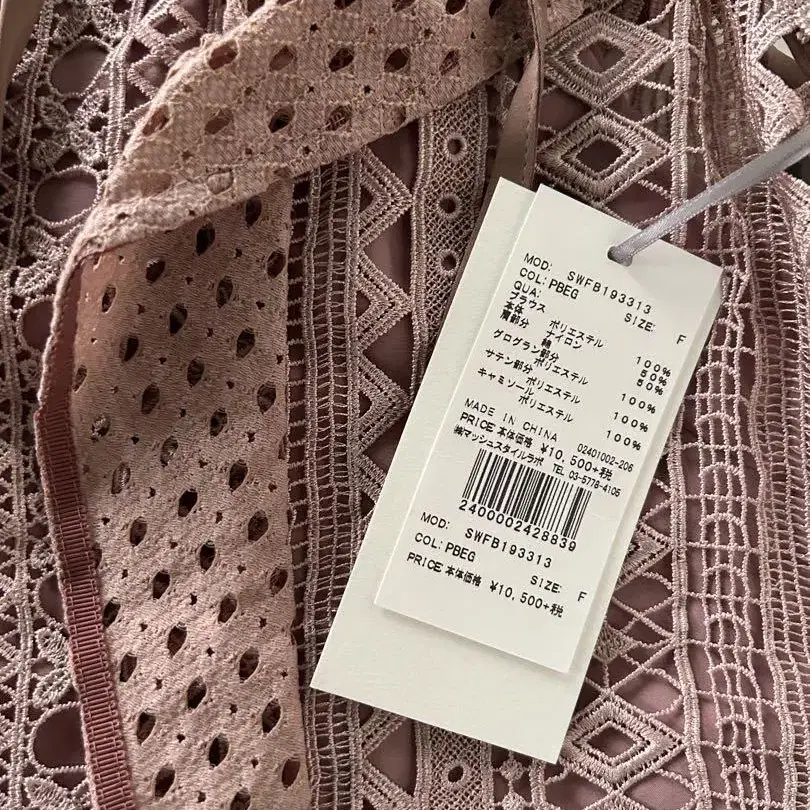 MOD: SWFB193313
COL: PBEG
SIZE: F
QUA:
ブラウス
本体 ポリエステル 100%
肩部分 ナイロン 50%
綿 50%
グログラン部分
ポリエステル 100%
サテン部分
ポリエステル 100%
キャミソール
ポリエステル 100%
MADE IN CHINA 02401002-206
PRICE 本体価格 ¥10,500+税
㈱マッシュスタイルラボ TEL 03-5778-4105
2400002428839
MOD: SWFB193313
COL: PBEG SIZE: F
PRICE 本体価格 ¥10,500+税